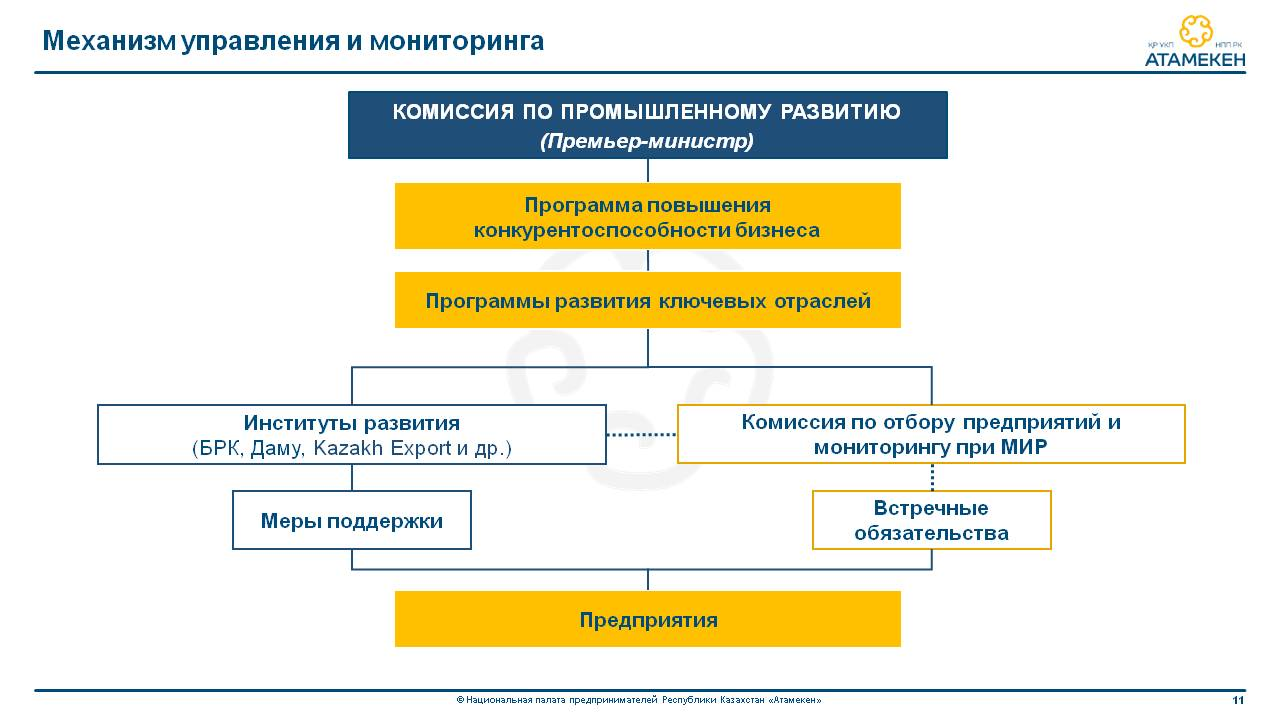 Механизм управления и мониторинга
ҚР ҰКП НПП РК
АТАМЕКЕН
КОМИССИЯ ПО ПРОМЫШЛЕННОМУ РАЗВИТИЮ
(Премьер-министр)
Программа повышения
конкурентоспособности бизнеса
Программы развития ключевых отраслей
Институты развития
(БРК, Даму, Kazakh Export и др.)
Комиссия по отбору предприятий и
мониторингу при МИР
Меры поддержки
Встречные
обязательства
Предприятия
© Национальная палата предпринимателей Республики Казахстан «Атамекен»
11